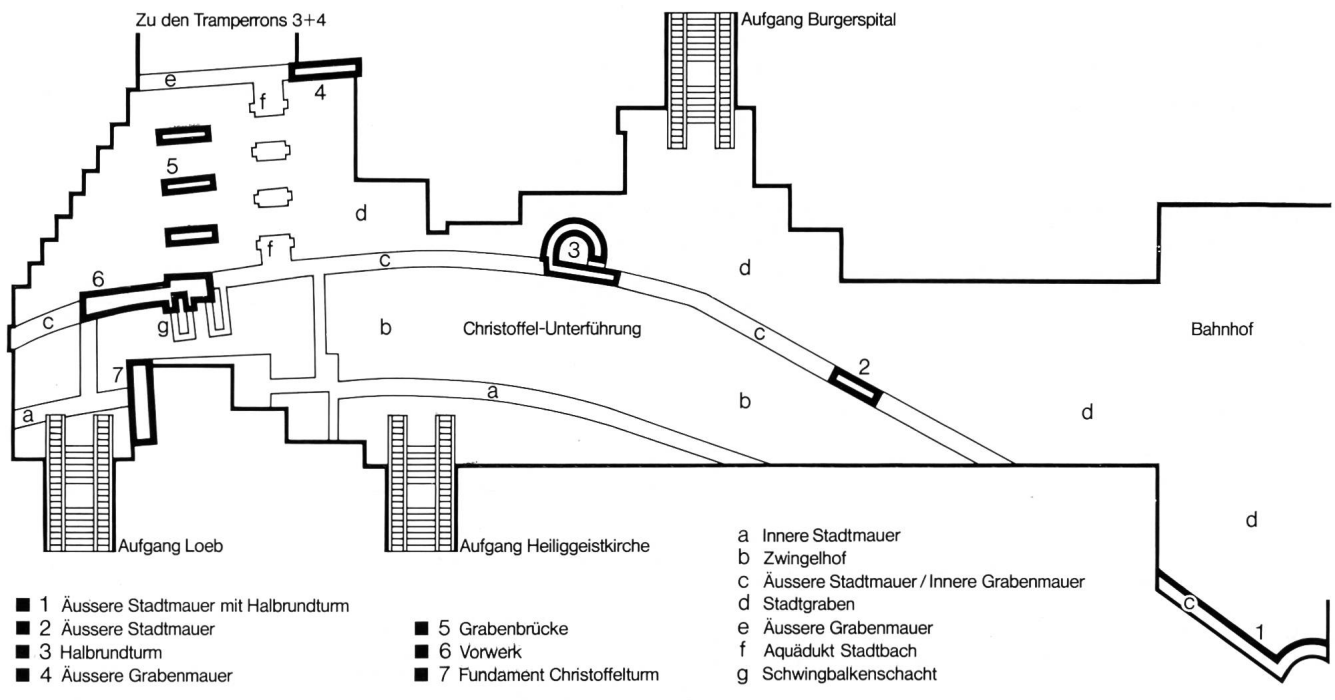 Zu den Tramperrons 3+4
Aufgang Burgerspital
e
f
4
5
d
f
c
3
d
6
c
g
b
Christoffel-Unterführung
c
Bahnhof
7
2
a
a
b
d
Aufgang Loeb
Aufgang Heiliggeistkirche
d
c
1
1 Äussere Stadtmauer mit Halbrundturm
2 Äussere Stadtmauer
3 Halbrundturm
4 Äussere Grabenmauer
5 Grabenbrücke
6 Vorwerk
7 Fundament Christoffelturm
a Innere Stadtmauer
b Zwingelhof
c Äussere Stadtmauer / Innere Grabenmauer
d Stadtgraben
e Äussere Grabenmauer
f Aquädukt Stadtbach
g Schwingbalkenschacht